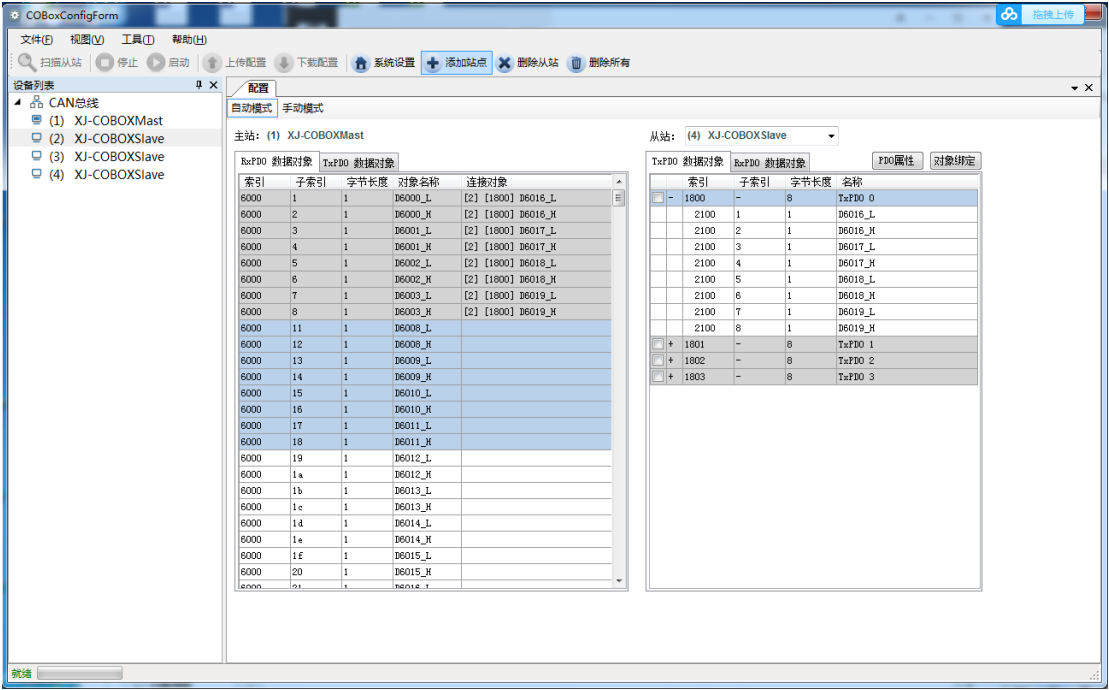 COBoxConfigForm
拖拽上传
文件(F) 视图(V) 工具(T) 帮助(H)
扫描从站 停止 启动 上传配置 下载配置 系统设置 添加站点 删除从站 删除所有
设备列表
CAN总线
(1) XJ-COBOXMast
(2) XJ-COBOXSlave
(3) XJ-COBOXSlave
(4) XJ-COBOXSlave
配置
自动模式 手动模式
主站: (1) XJ-COBOXMast
RxPDO 数据对象 TxPDO 数据对象
索引 子索引 字节长度 对象名称 连接对象
6000 1 1 D6000_L [2] [1800] D6016_L
6000 2 1 D6000_H [2] [1800] D6016_H
6000 3 1 D6001_L [2] [1800] D6017_L
6000 4 1 D6001_H [2] [1800] D6017_H
6000 5 1 D6002_L [2] [1800] D6018_L
6000 6 1 D6002_H [2] [1800] D6018_H
6000 7 1 D6003_L [2] [1800] D6019_L
6000 8 1 D6003_H [2] [1800] D6019_H
6000 11 1 D6008_L
6000 12 1 D6008_H
6000 13 1 D6009_L
6000 14 1 D6009_H
6000 15 1 D6010_L
6000 16 1 D6010_H
6000 17 1 D6011_L
6000 18 1 D6011_H
6000 19 1 D6012_L
6000 1a 1 D6012_H
6000 1b 1 D6013_L
6000 1c 1 D6013_H
6000 1d 1 D6014_L
6000 1e 1 D6014_H
6000 1f 1 D6015_L
6000 20 1 D6015_H
6000 21 1 D6016_L
从站: (4) XJ-COBOXSlave
TxPDO 数据对象 RxPDO 数据对象 PDO属性 对象绑定
索引 子索引 字节长度 名称
- 1800 - 8 TxPDO 0
2100 1 1 D6016_L
2100 2 1 D6016_H
2100 3 1 D6017_L
2100 4 1 D6017_H
2100 5 1 D6018_L
2100 6 1 D6018_H
2100 7 1 D6019_L
2100 8 1 D6019_H
+ 1801 - 8 TxPDO 1
+ 1802 - 8 TxPDO 2
+ 1803 - 8 TxPDO 3
就绪